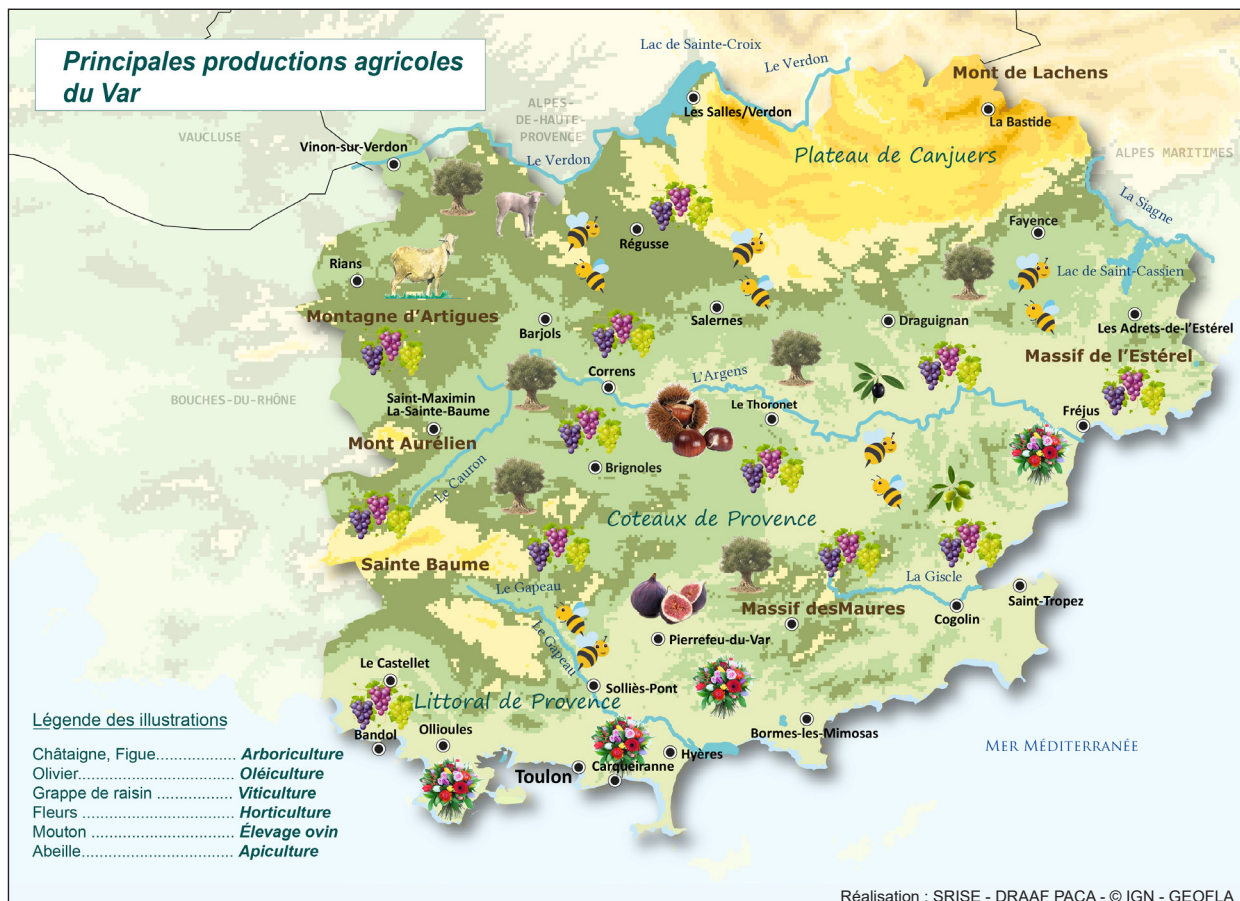 Principales productions agricoles
du Var
Lac de Sainte-Croix
Le Verdon
Mont de Lachens
Les Salles/Verdon
La Bastide
ALPES-
DE-HAUTE-
PROVENCE
VAUCLUSE
Vinon-sur-Verdon
Le Verdon
Plateau de Canjuers
ALPES MARITIMES
La Siagne
Fayence
Régusse
Rians
Lac de Saint-Cassien
Montagne d'Artigues
Barjols
Salernes
Draguignan
Les Adrets-de-l'Estérel
Massif de l'Estérel
Correns
L'Argens
BOUCHES-DU-RHÔNE
Saint-Maximin
La-Sainte-Baume
Le Thoronet
Fréjus
Mont Aurélien
Brignoles
Le Cauron
Coteaux de Provence
Sainte Baume
Le Gapeau
La Giscle
Saint-Tropez
Massif desMaures
Cogolin
Pierrefeu-du-Var
Le Gapeau
Le Castellet
Solliès-Pont
Littoral de Provence
Bandol
Ollioules
Bormes-les-Mimosas
Hyères
Carqueiranne
Toulon
MER MÉDITERRANÉE
Légende des illustrations
Châtaigne, Figue.................. Arboriculture
Olivier.......................... Oléiculture
Grappe de raisin ................. Viticulture
Fleurs ........................... Horticulture
Mouton ........................... Élevage ovin
Abeille........................... Apiculture
Réalisation : SRISE - DRAAF PACA - © IGN - GEOFLA